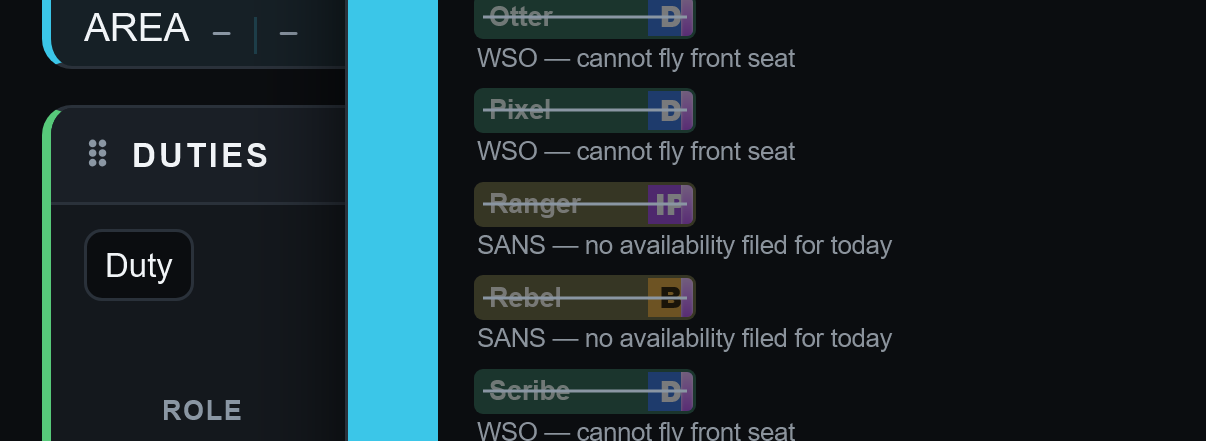 AREA – | –
DUTIES
Duty
ROLE
Otter D
WSO — cannot fly front seat
Pixel D
WSO — cannot fly front seat
Ranger IP
SANS — no availability filed for today
Rebel B
SANS — no availability filed for today
Scribe D
WSO — cannot fly front seat